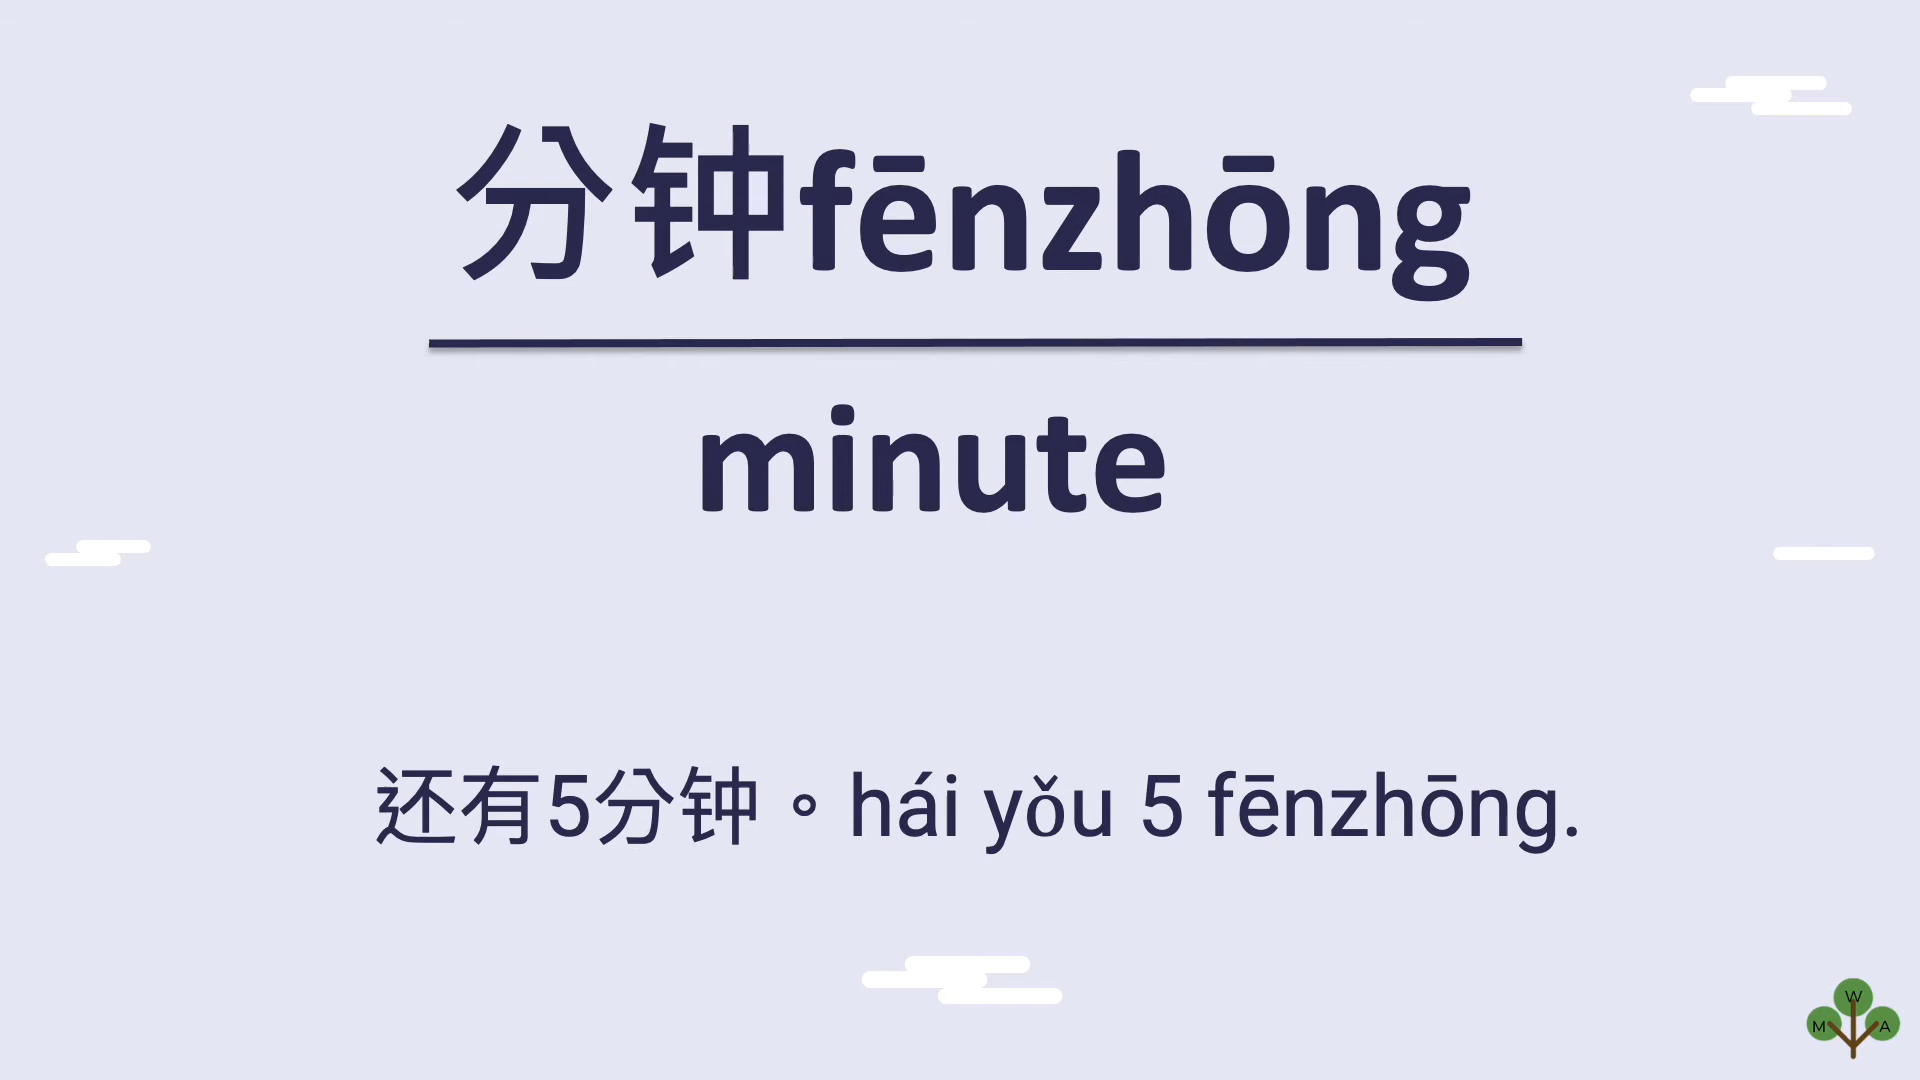 分钟fēnzhōng
minute
还有5分钟。hái yǒu 5 fēnzhōng.
W
M A